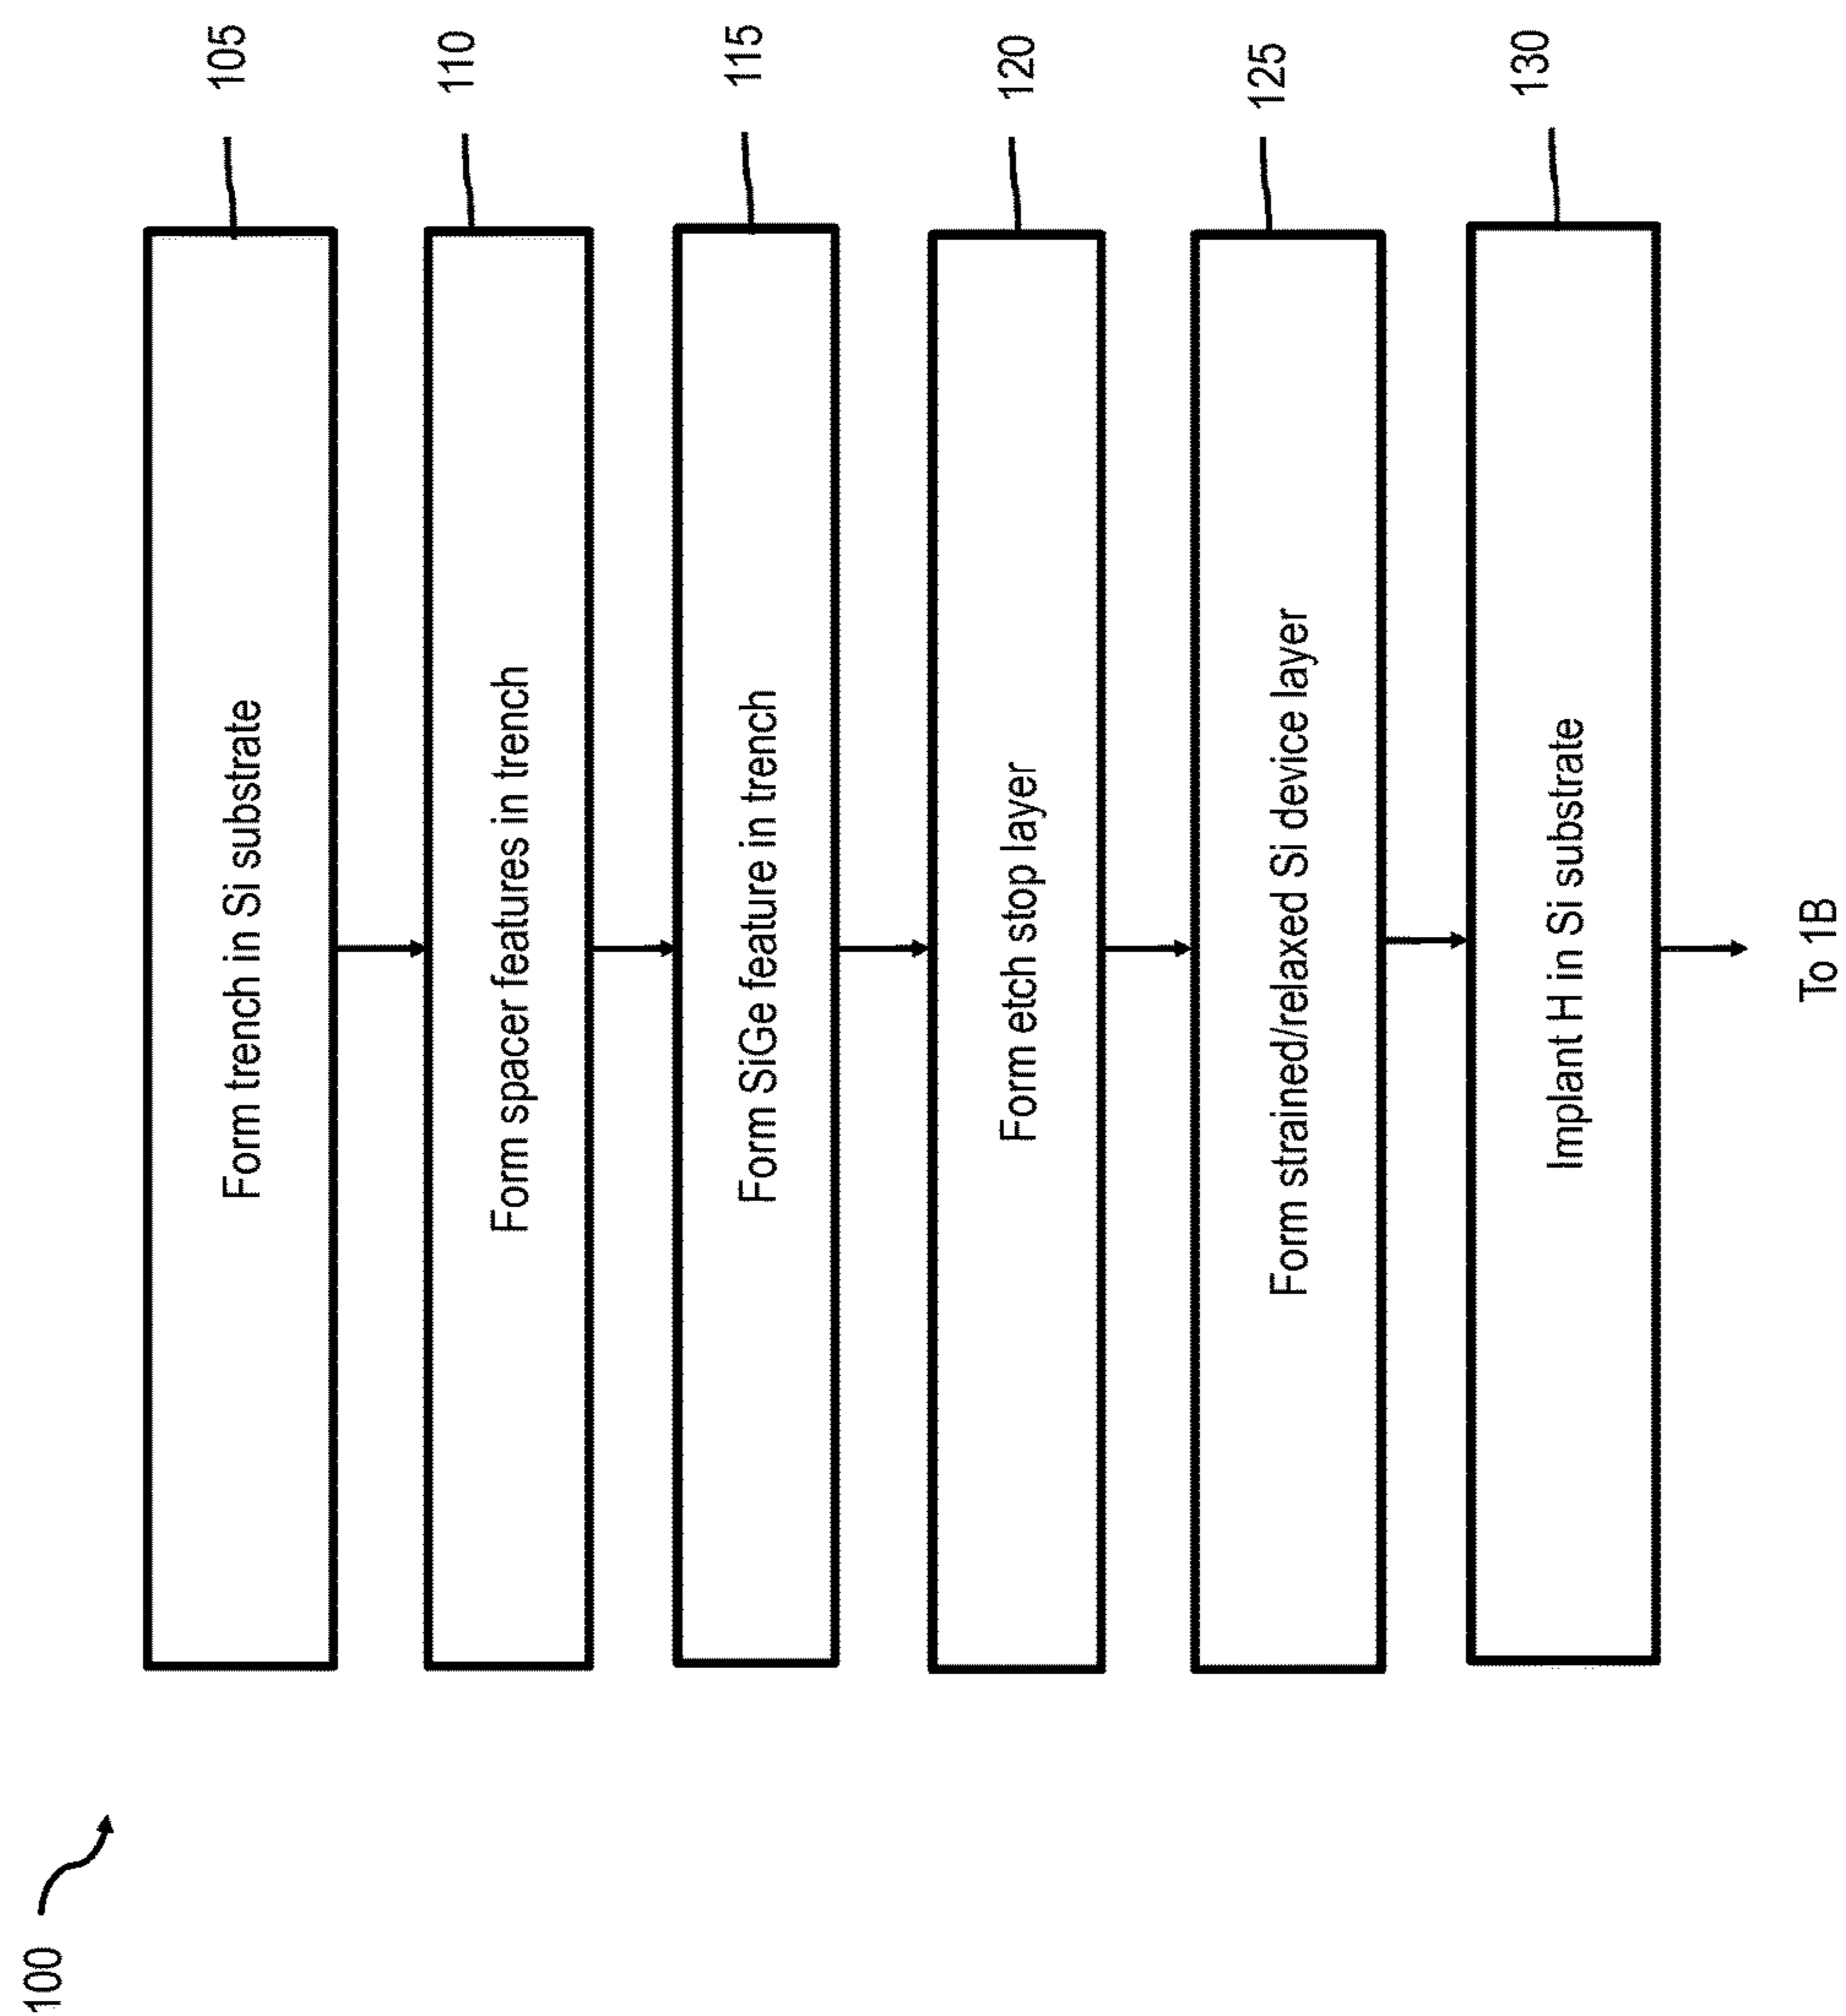 100
Form trench in Si substrate
105
Form spacer features in trench
110
Form SiGe feature in trench
115
Form etch stop layer
120
Form strained/relaxed Si device layer
125
Implant H in Si substrate
130
To 1B